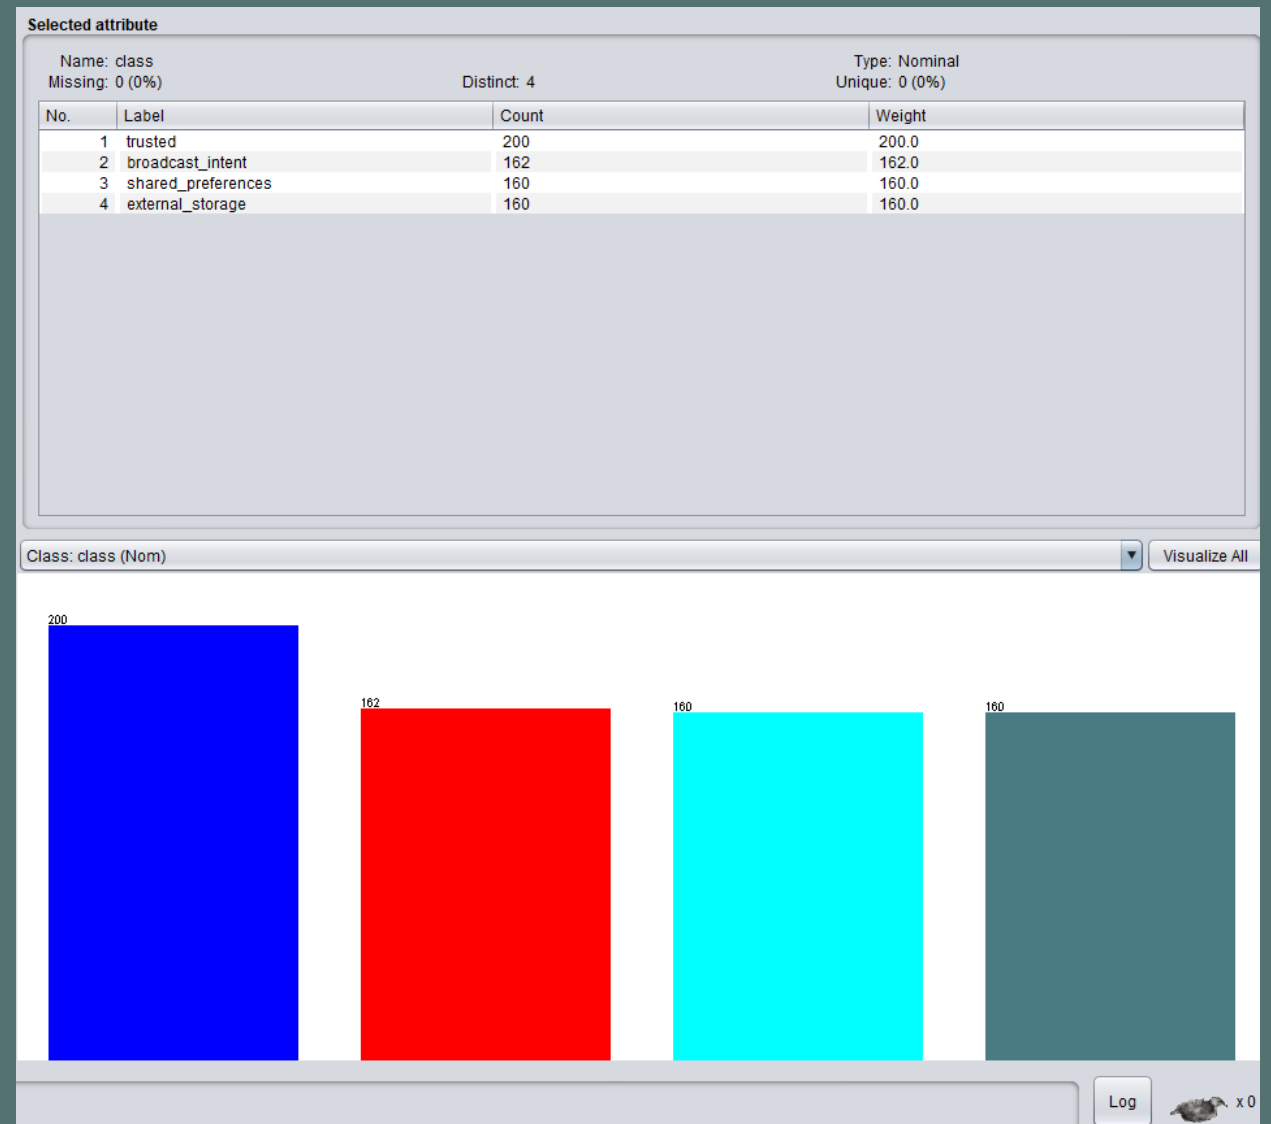 Selected attribute
Name: class Type: Nominal
Missing: 0 (0%) Distinct: 4 Unique: 0 (0%)
No. Label Count Weight
1 trusted 200 200.0
2 broadcast_intent 162 162.0
3 shared_preferences 160 160.0
4 external_storage 160 160.0
Class: class (Nom) Visualize All
200
162
160
160
Log x 0